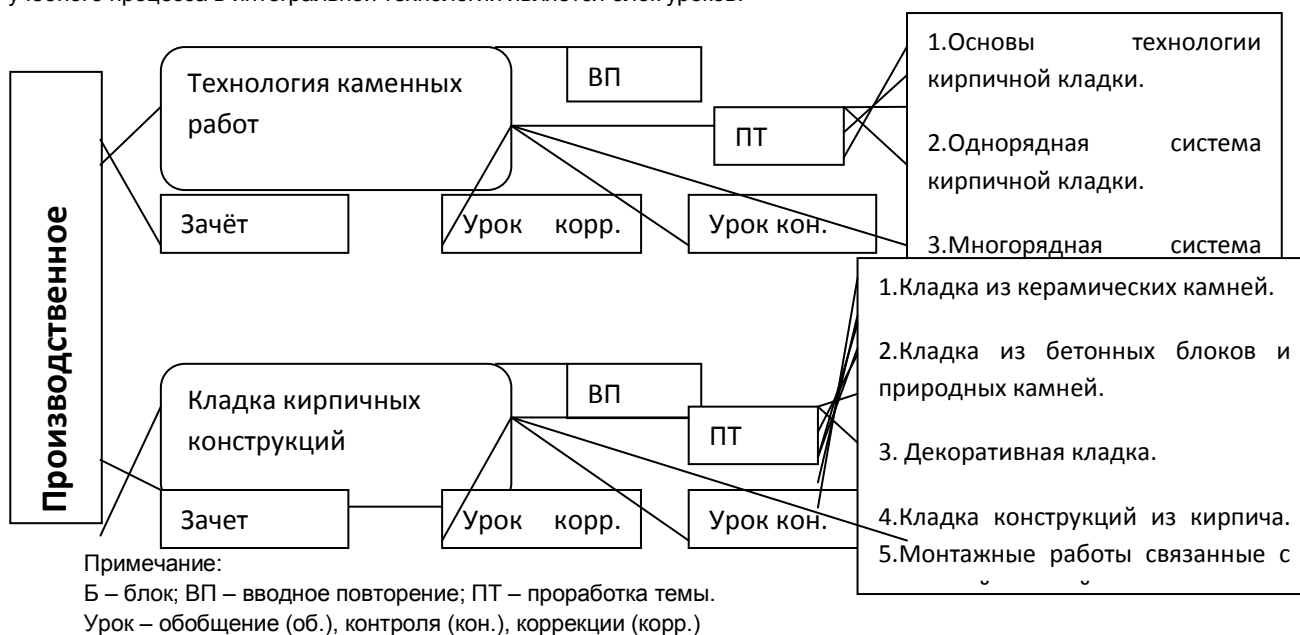 1.Основы технологии
кирпичной кладки.
2.Однорядная система
кирпичной кладки.
3.Многорядная система
Технология каменных
работ
ВП
ПТ
Зачёт
Урок корр.
Урок кон.
Производственное
1.Кладка из керамических камней.
2.Кладка из бетонных блоков и
природных камней.
3. Декоративная кладка.
4.Кладка конструкций из кирпича.
5.Монтажные работы связанные с
Кладка кирпичных
конструкций
ВП
ПТ
Зачет
Урок корр.
Урок кон.
Примечание:
Б – блок; ВП – вводное повторение; ПТ – проработка темы.
Урок – обобщение (об.), контроля (кон.), коррекции (корр.)